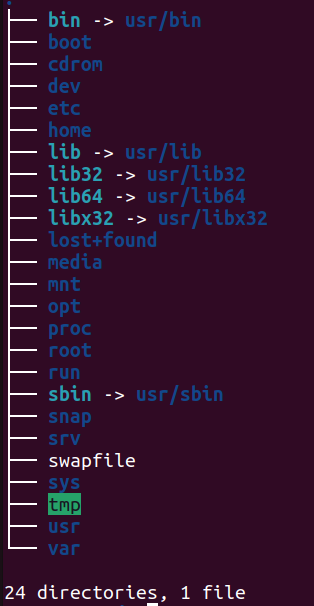 .
├── bin -> usr/bin
├── boot
├── cdrom
├── dev
├── etc
├── home
├── lib -> usr/lib
├── lib32 -> usr/lib32
├── lib64 -> usr/lib64
├── libx32 -> usr/libx32
├── lost+found
├── media
├── mnt
├── opt
├── proc
├── root
├── run
├── sbin -> usr/sbin
├── snap
├── srv
├── swapfile
├── sys
├── tmp
├── usr
└── var
24 directories, 1 file